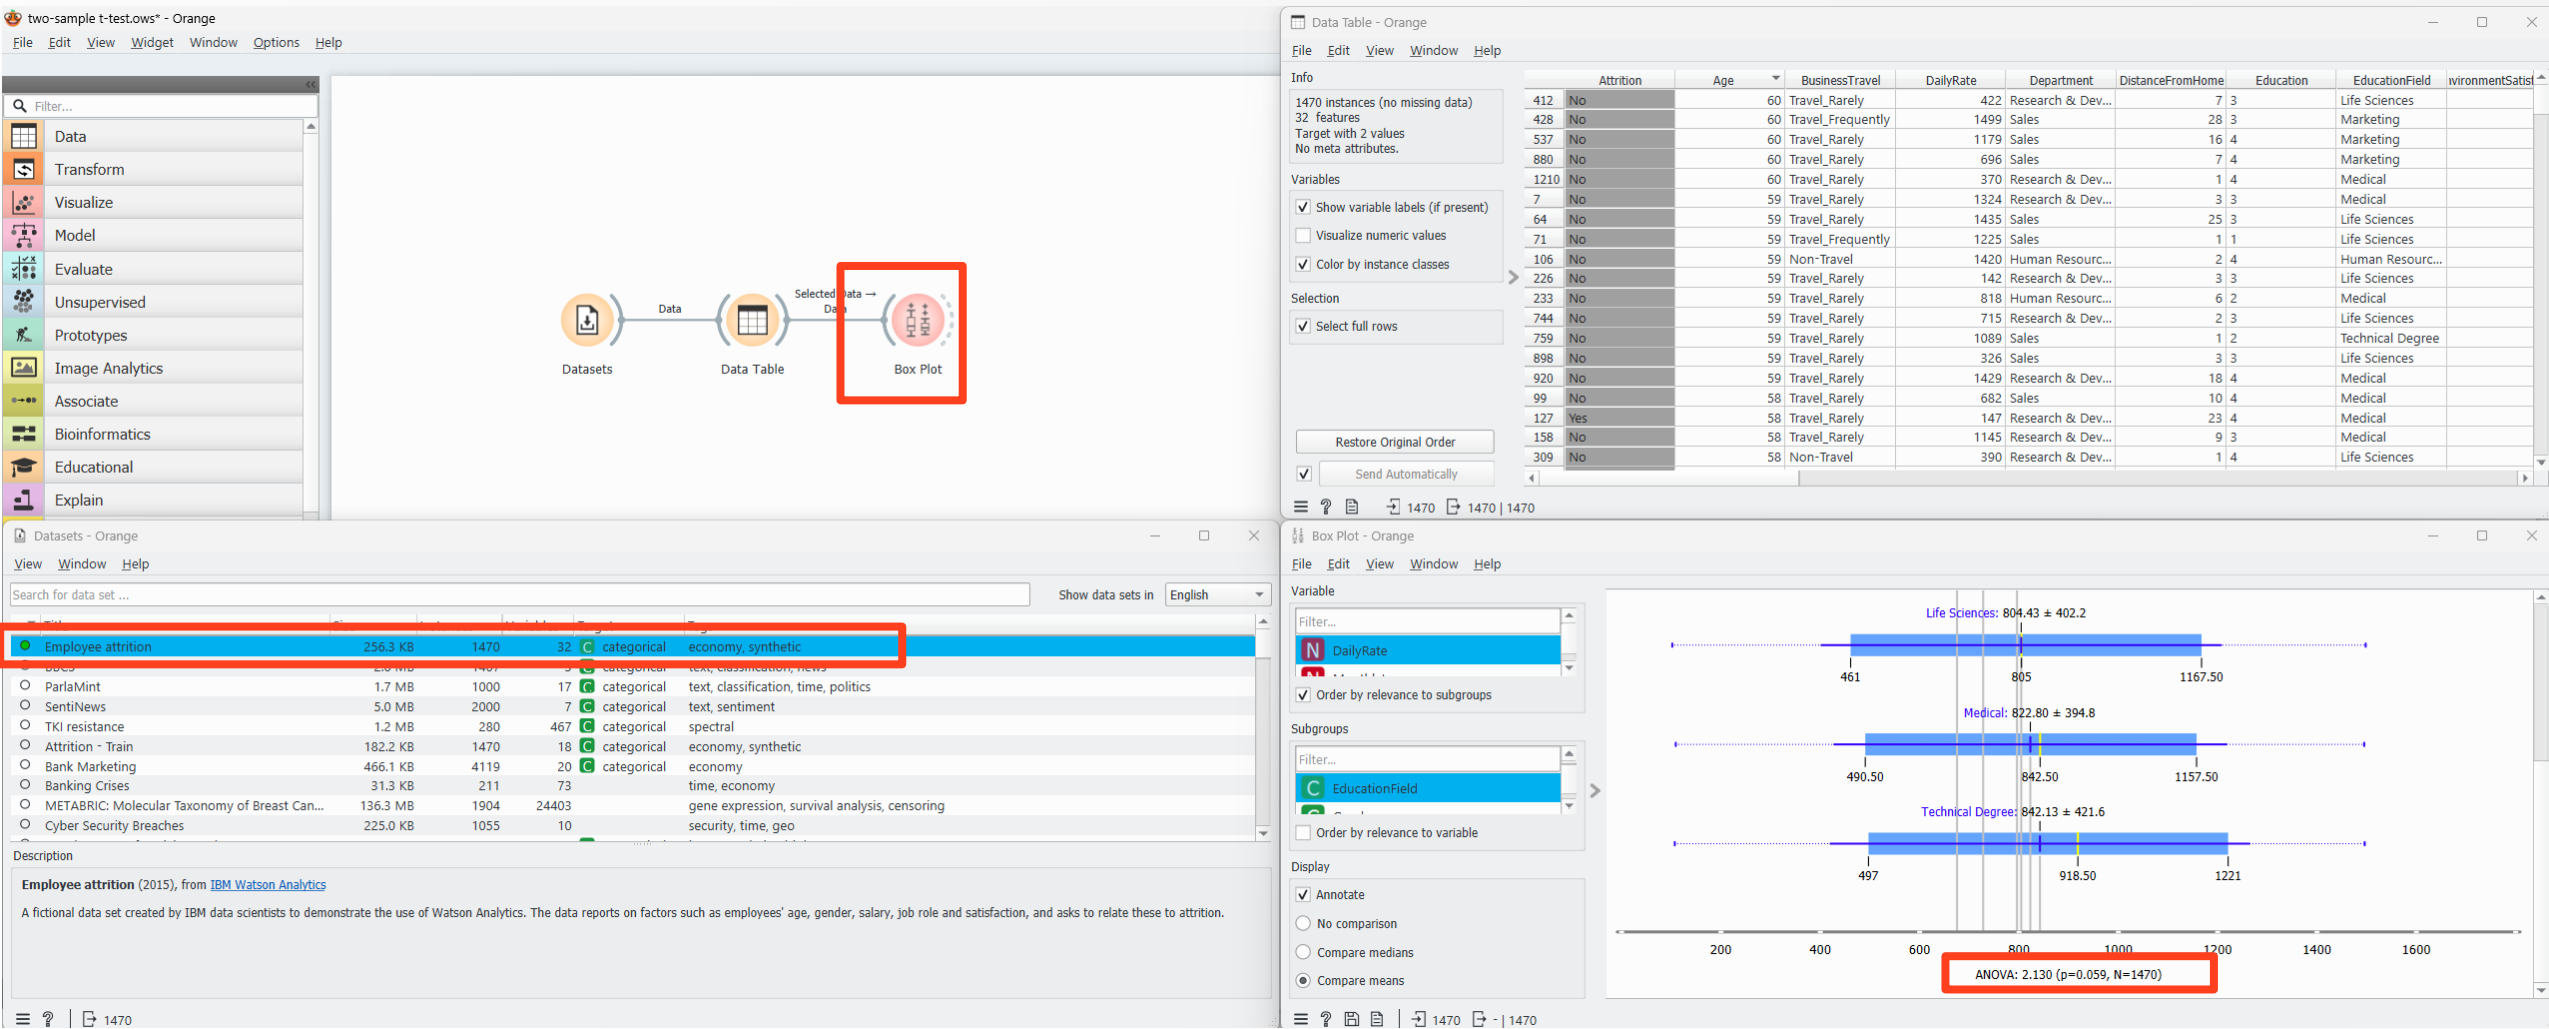 two-sample t-test.ows* - Orange
File Edit View Widget Window Options Help
Filter...
Data
Transform
Visualize
Model
Evaluate
Unsupervised
Prototypes
Image Analytics
Associate
Bioinformatics
Educational
Explain
Data
Selected Data →
Data
Datasets
Data Table
Box Plot
Data Table - Orange
File Edit View Window Help
Info
1470 instances (no missing data)
32 features
Target with 2 values
No meta attributes.
Variables
Show variable labels (if present)
Visualize numeric values
Color by instance classes
Selection
Select full rows
Restore Original Order
Send Automatically
1470 1470 | 1470
Attrition Age BusinessTravel DailyRate Department DistanceFromHome Education EducationField
412 No 60 Travel_Rarely 422 Research & Dev... 7 3 Life Sciences
428 No 60 Travel_Frequently 1499 Sales 28 3 Marketing
537 No 60 Travel_Rarely 1179 Sales 16 4 Marketing
880 No 60 Travel_Rarely 696 Sales 7 4 Marketing
1210 No 60 Travel_Rarely 370 Research & Dev... 1 4 Medical
7 No 59 Travel_Rarely 1324 Research & Dev... 3 3 Medical
64 No 59 Travel_Rarely 1435 Sales 25 3 Life Sciences
71 No 59 Travel_Frequently 1225 Sales 1 1 Life Sciences
106 No 59 Non-Travel 1420 Human Resourc... 2 4 Human Resourc...
226 No 59 Travel_Rarely 142 Research & Dev... 3 3 Life Sciences
233 No 59 Travel_Rarely 818 Human Resourc... 6 2 Medical
744 No 59 Travel_Rarely 715 Research & Dev... 2 3 Life Sciences
759 No 59 Travel_Rarely 1089 Sales 1 2 Technical Degree
898 No 59 Travel_Rarely 326 Sales 3 3 Life Sciences
920 No 59 Travel_Rarely 1429 Research & Dev... 18 4 Medical
99 No 58 Travel_Rarely 682 Sales 10 4 Medical
127 Yes 58 Travel_Rarely 147 Research & Dev... 23 4 Medical
158 No 58 Travel_Rarely 1145 Research & Dev... 9 3 Medical
309 No 58 Non-Travel 390 Research & Dev... 1 4 Life Sciences
Datasets - Orange
View Window Help
Search for data set ...
Show data sets in English
Employee attrition 256.3 KB 1470 32 C categorical economy, synthetic
ParlaMint 1.7 MB 1000 17 C categorical text, classification, time, politics
SentiNews 5.0 MB 2000 7 C categorical text, sentiment
TKI resistance 1.2 MB 280 467 C categorical spectral
Attrition - Train 182.2 KB 1470 18 C categorical economy, synthetic
Bank Marketing 466.1 KB 4119 20 C categorical economy
Banking Crises 31.3 KB 211 73 time, economy
METABRIC: Molecular Taxonomy of Breast Can... 136.3 MB 1904 24403 gene expression, survival analysis, censoring
Cyber Security Breaches 225.0 KB 1055 10 security, time, geo
Description
Employee attrition (2015), from IBM Watson Analytics
A fictional data set created by IBM data scientists to demonstrate the use of Watson Analytics. The data reports on factors such as employees' age, gender, salary, job role and satisfaction, and asks to relate these to attrition.
1470
Box Plot - Orange
File Edit View Window Help
Variable
Filter...
N DailyRate
Order by relevance to subgroups
Subgroups
Filter...
C EducationField
Order by relevance to variable
Display
Annotate
No comparison
Compare medians
Compare means
1470 - | 1470
Life Sciences: 804.43 ± 402.2
461 805 1167.50
Medical: 822.80 ± 394.8
490.50 842.50 1157.50
Technical Degree: 842.13 ± 421.6
497 918.50 1221
200 400 600 800 1000 1200 1400 1600
ANOVA: 2.130 (p=0.059, N=1470)